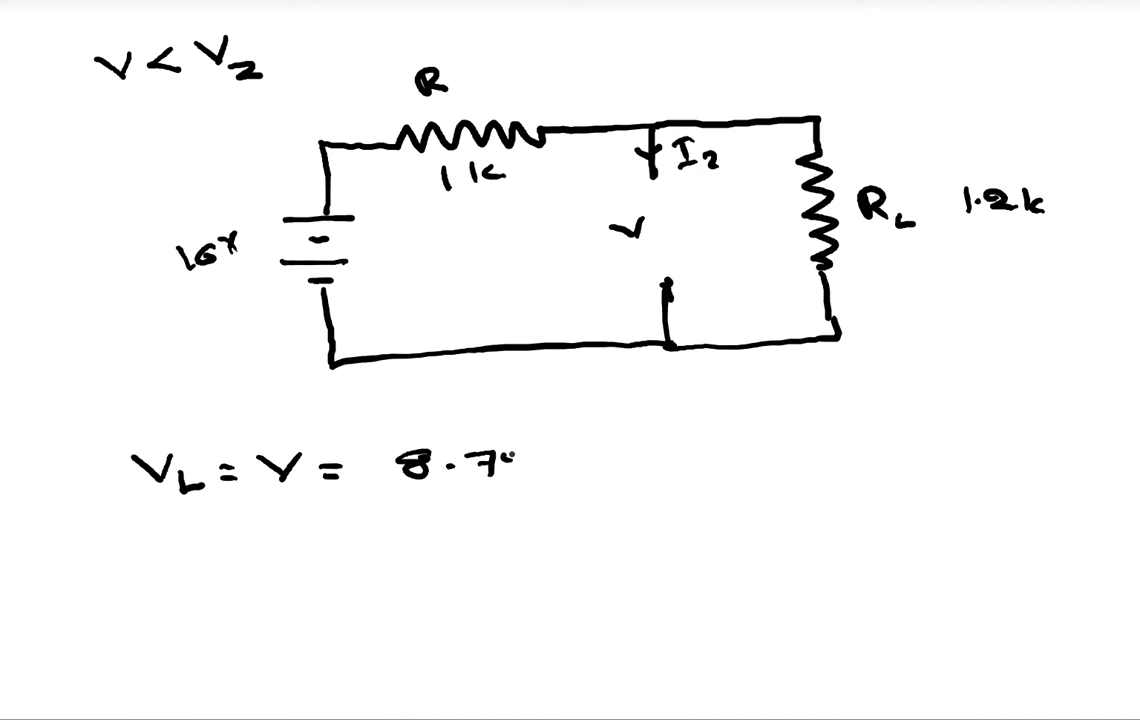 V < VZ
R
1K
IZ
16V
V
RL 1.2k
VL = V = 8.7